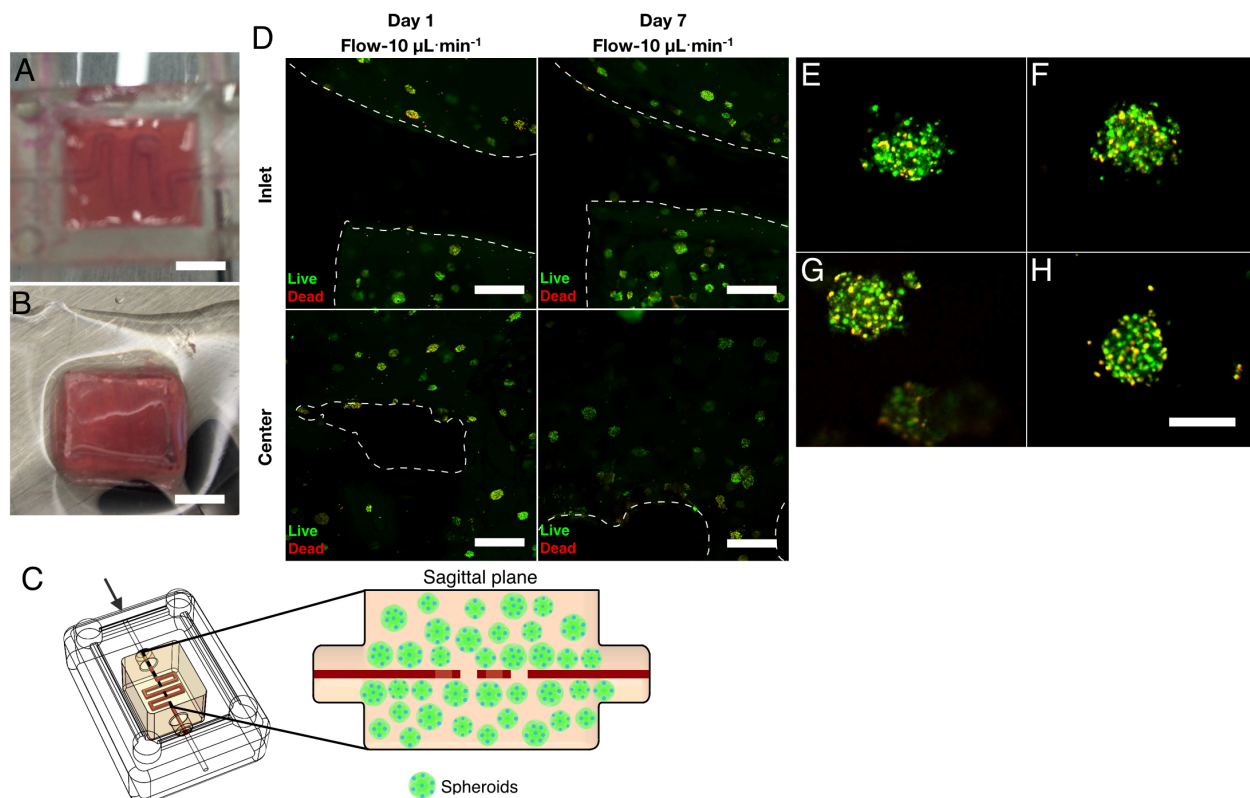 A
B
C
D
Day 1
Flow-10 µL·min⁻¹
Day 7
Flow-10 µL·min⁻¹
Inlet
Live
Dead
Live
Dead
Center
Live
Dead
Live
Dead
E
F
G
H
Sagittal plane
Spheroids